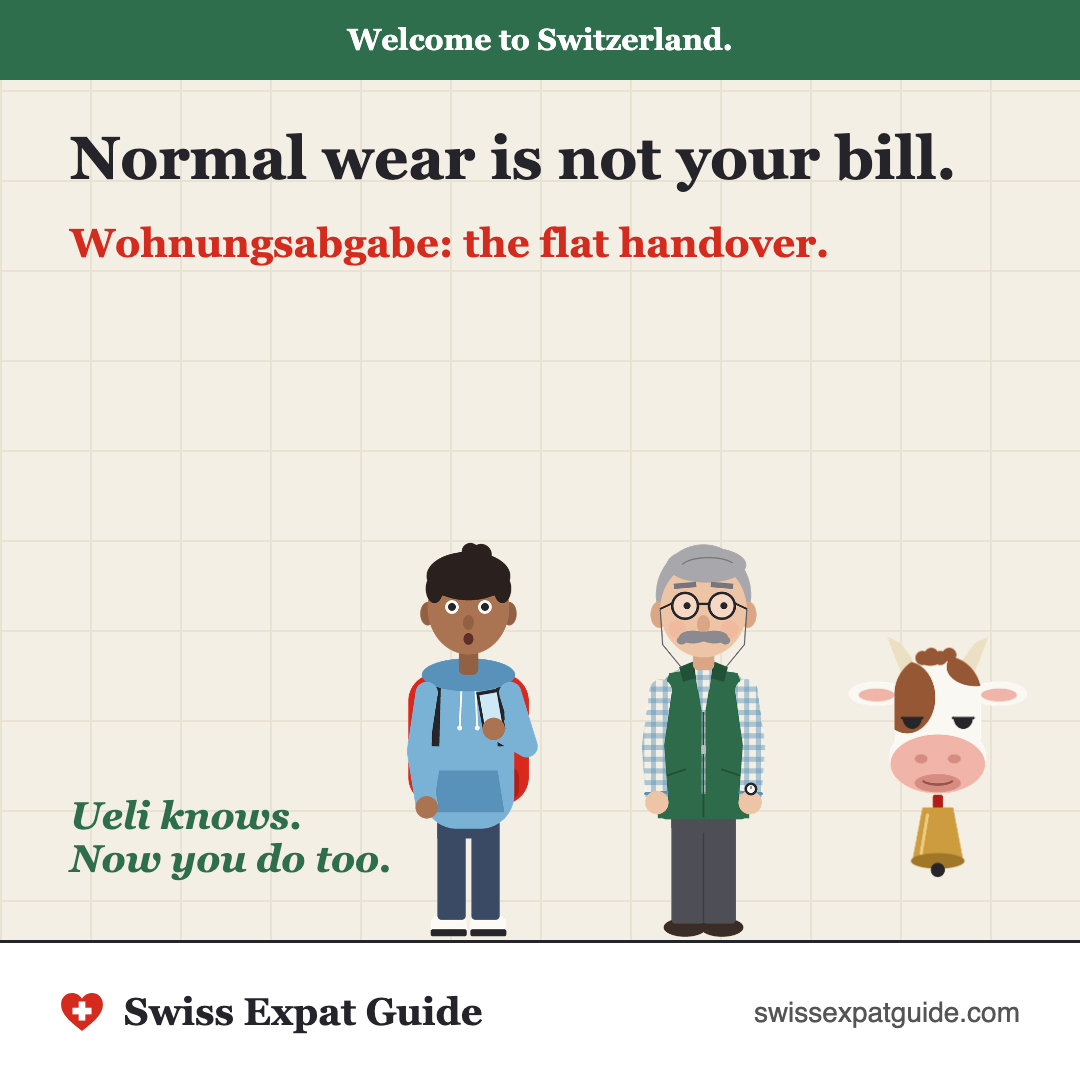 Welcome to Switzerland.
Normal wear is not your bill.
Wohnungsabgabe: the flat handover.
Ueli knows.
Now you do too.
Swiss Expat Guide
swissexpatguide.com